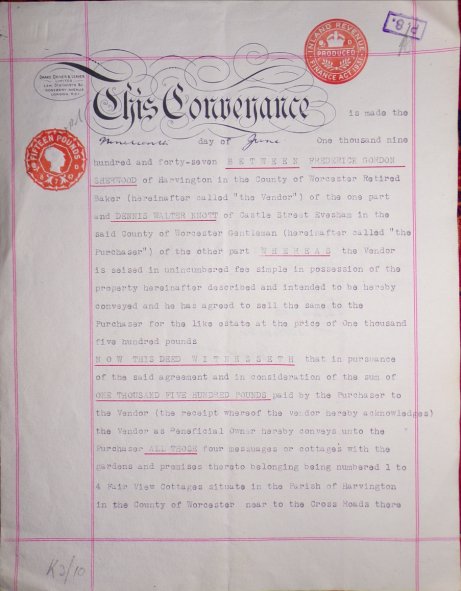 DRAKE DRIVER & LEAVER
LIMITED
LAW STATIONERS &c
ROSEBERY AVENUE
LONDON. E.C.1
INLAND REVENUE
PRODUCED
FINANCE ACT 1931
This Conveyance is made the
Nineteenth day of June One thousand nine
FIFTEEN POUNDS
hundred and forty-seven B E T W E E N FREDERICK GORDON
SHERWOOD of Harvington in the County of Worcester Retired
Baker (hereinafter called "the Vendor") of the one part
and DENNIS WALTER KNOTT of Castle Street Evesham in the
said County of Worcester Gentleman (hereinafter called "the
Purchaser") of the other part W H E R E A S the Vendor
is seised in unincumbered fee simple in possession of the
property hereinafter described and intended to be hereby
conveyed and he has agreed to sell the same to the
Purchaser for the like estate at the price of One thousand
five hundred pounds
N O W THIS DEED W I T N E S S E T H that in pursuance
of the said agreement and in consideration of the sum of
ONE THOUSAND FIVE HUNDRED POUNDS paid by the Purchaser to
the Vendor (the receipt whereof the vendor hereby acknowledges)
the Vendor as Beneficial Owner hereby conveys unto the
Purchaser ALL THOSE four messuages or cottages with the
gardens and premises thereto belonging being numbered 1 to
4 Fair View Cottages situate in the Parish of Harvington
in the County of Worcester near to the Cross Roads there
K3/10